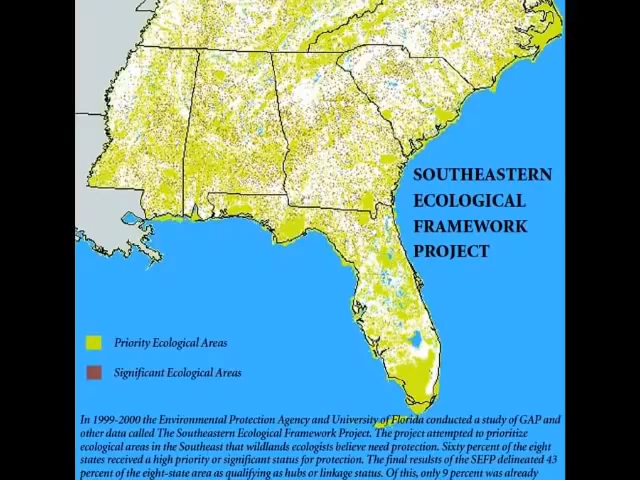 SOUTHEASTERN
ECOLOGICAL
FRAMEWORK
PROJECT
Priority Ecological Areas
Significant Ecological Areas
In 1999-2000 the Environmental Protection Agency and University of Florida conducted a study of GAP and
other data called The Southeastern Ecological Framework Project. The project attempted to prioritize
ecological areas in the Southeast that wildlands ecologists believe need protection. Sixty percent of the eight
states received a high priority or significant status for protection. The final resulsts of the SEFP delineated 43
percent of the eight-state area as qualifying as hubs or linkage status. Of this, only 9 percent was already